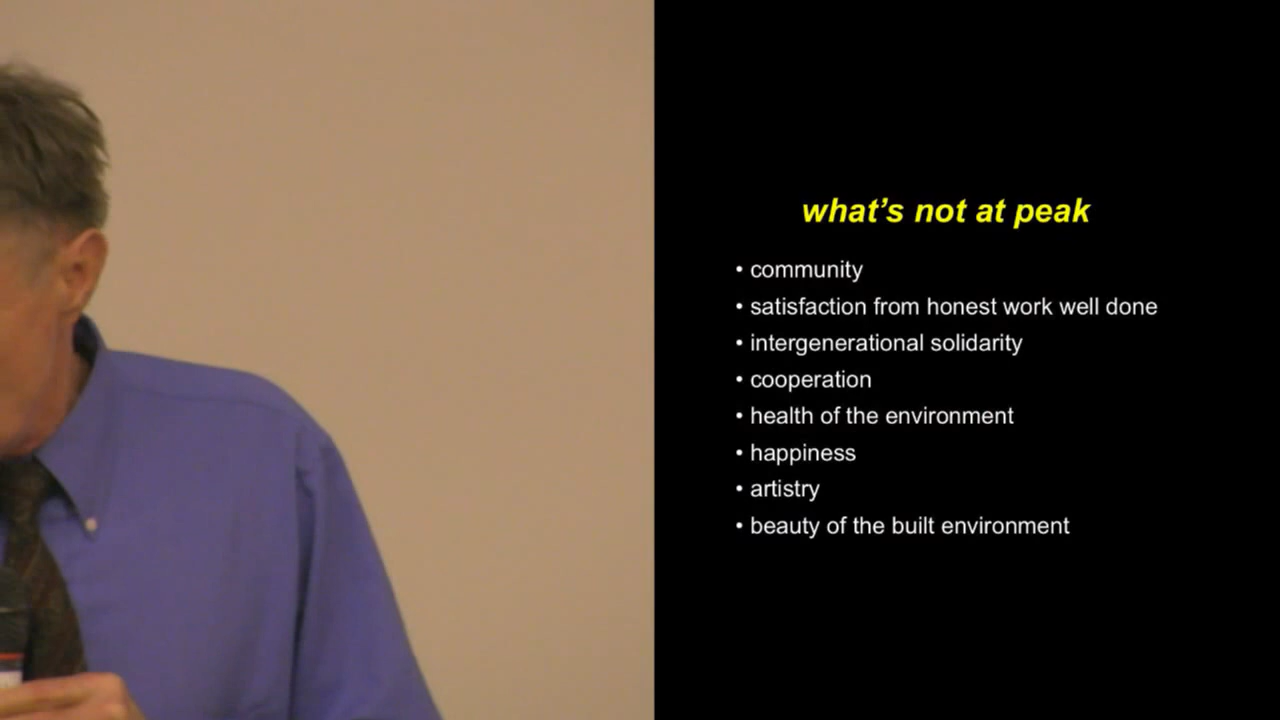 what's not at peak
• community
• satisfaction from honest work well done
• intergenerational solidarity
• cooperation
• health of the environment
• happiness
• artistry
• beauty of the built environment